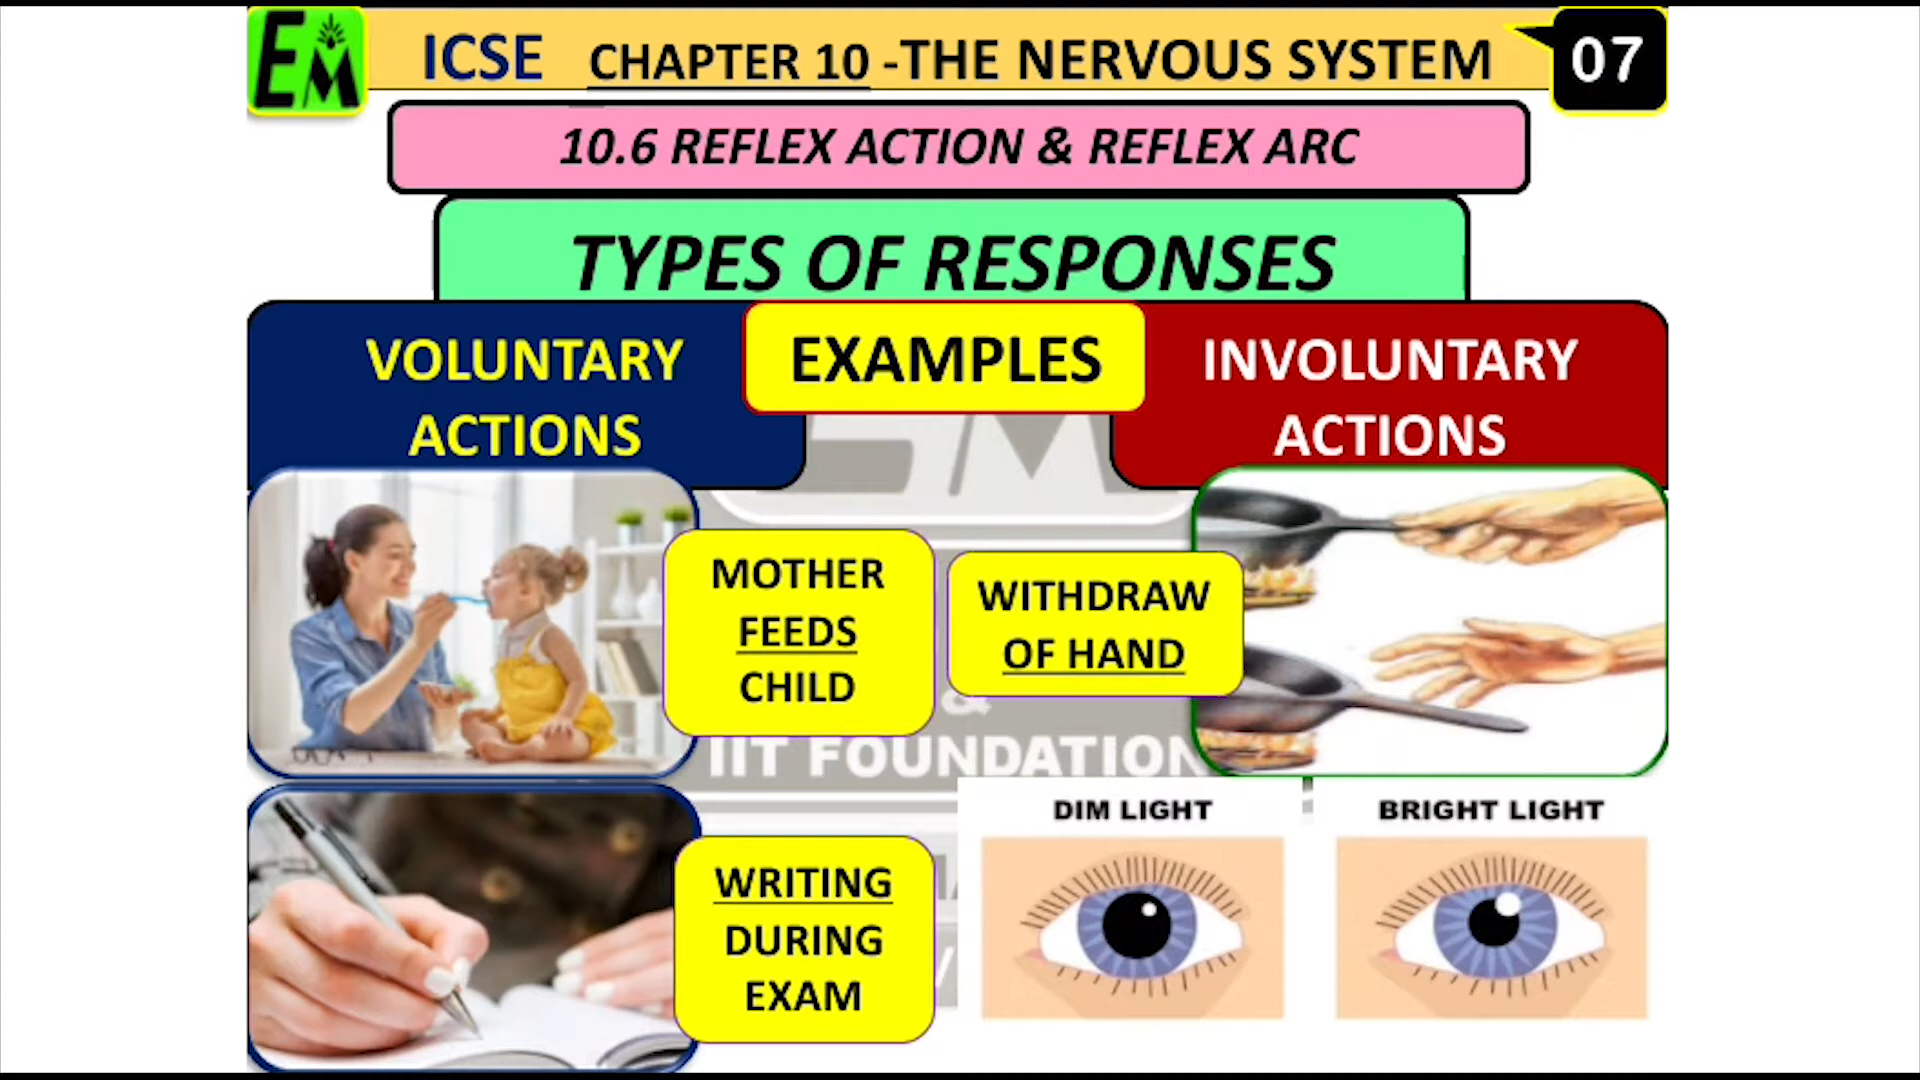 EM
ICSE CHAPTER 10 -THE NERVOUS SYSTEM
07
10.6 REFLEX ACTION & REFLEX ARC
TYPES OF RESPONSES
VOLUNTARY
ACTIONS
EXAMPLES
INVOLUNTARY
ACTIONS
EM
MOTHER
FEEDS
CHILD
WITHDRAW
OF HAND
&
IIT FOUNDATION
DIM LIGHT
BRIGHT LIGHT
WRITING
DURING
EXAM